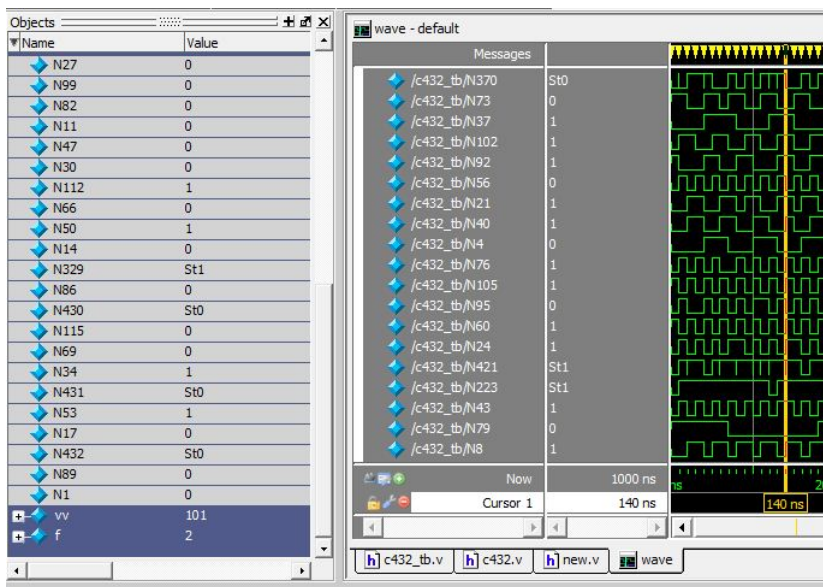 Objects
Name Value
N27 0
N99 0
N82 0
N11 0
N47 0
N30 0
N112 1
N66 0
N50 1
N14 0
N329 St1
N86 0
N430 St0
N115 0
N69 0
N34 1
N431 St0
N53 1
N17 0
N432 St0
N89 0
N1 0
vv 101
f 2
wave - default
Messages
/c432_tb/N370 St0
/c432_tb/N73 0
/c432_tb/N37 1
/c432_tb/N102 1
/c432_tb/N92 1
/c432_tb/N56 0
/c432_tb/N21 1
/c432_tb/N40 1
/c432_tb/N4 0
/c432_tb/N76 1
/c432_tb/N105 1
/c432_tb/N95 0
/c432_tb/N60 1
/c432_tb/N24 1
/c432_tb/N421 St1
/c432_tb/N223 St1
/c432_tb/N43 1
/c432_tb/N79 0
/c432_tb/N8 1
Now 1000 ns ns 2
Cursor 1 140 ns 140 ns
h c432_tb.v h c432.v h new.v wave